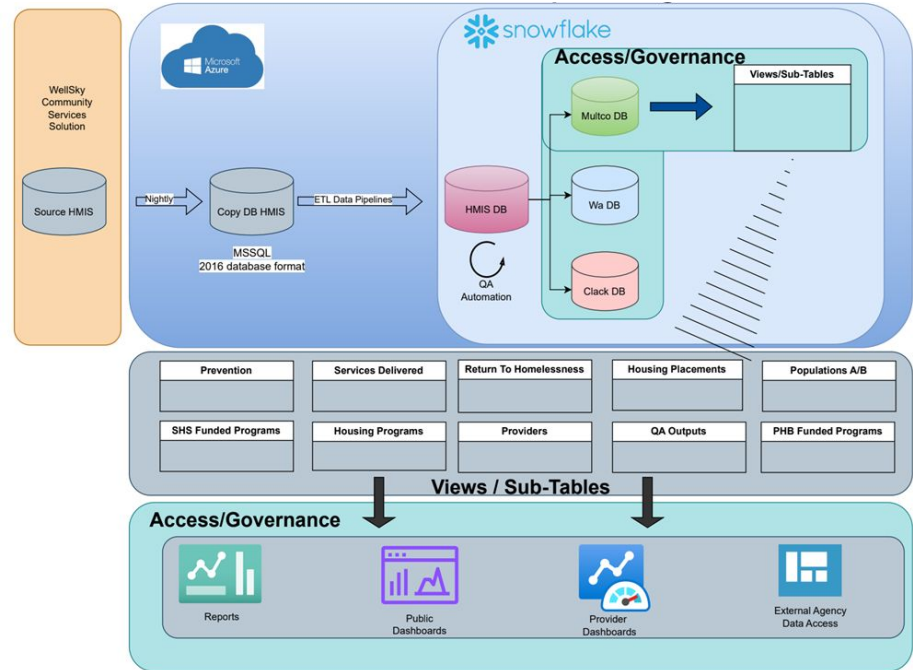 WellSky
Community
Services
Solution
Source HMIS
Microsoft
Azure
Nightly
Copy DB HMIS
MSSQL
2016 database format
ETL Data Pipelines
snowflake
Access/Governance
HMIS DB
QA
Automation
Multco DB
Wa DB
Clack DB
Views/Sub-Tables
Prevention
Services Delivered
Return To Homelessness
Housing Placements
Populations A/B
SHS Funded Programs
Housing Programs
Providers
QA Outputs
PHB Funded Programs
Views / Sub-Tables
Access/Governance
Reports
Public
Dashboards
Provider
Dashboards
External Agency
Data Access